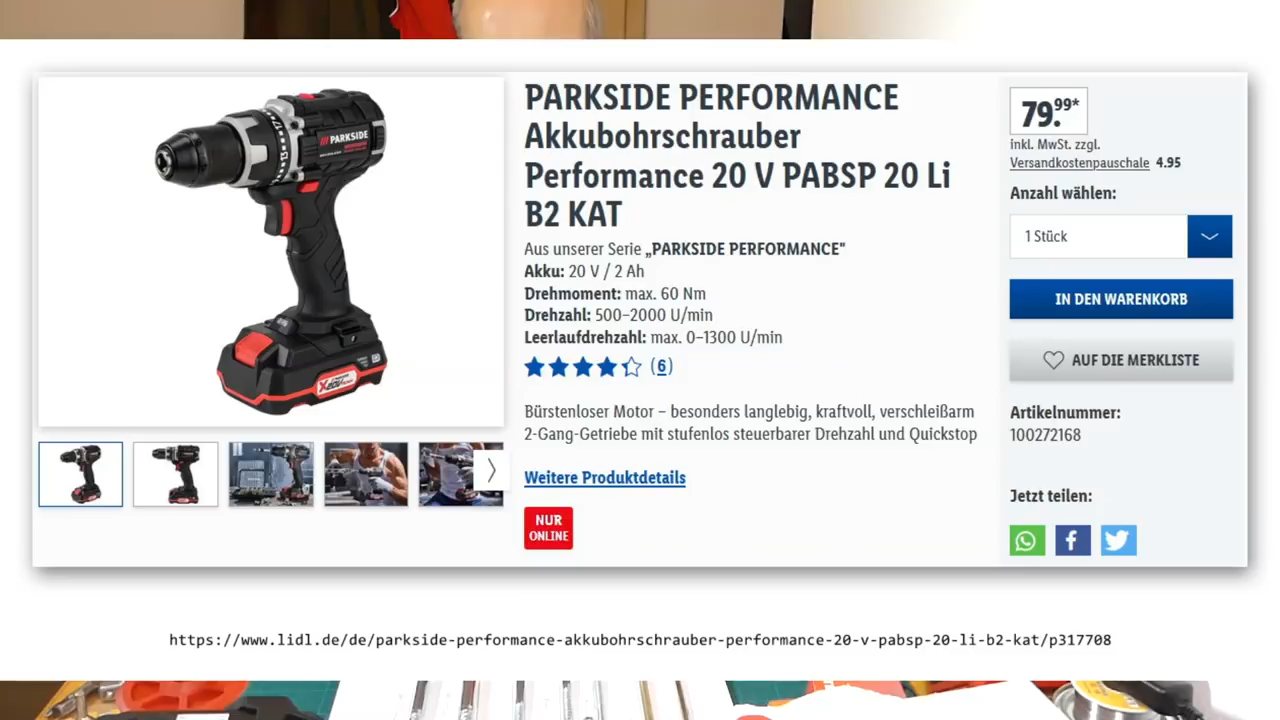 PARKSIDE
PARKSIDE PERFORMANCE
Akkubohrschrauber
Performance 20 V PABSP 20 Li
B2 KAT
Aus unserer Serie „PARKSIDE PERFORMANCE"
Akku: 20 V / 2 Ah
Drehmoment: max. 60 Nm
Drehzahl: 500–2000 U/min
Leerlaufdrehzahl: max. 0–1300 U/min
(6)
Bürstenloser Motor – besonders langlebig, kraftvoll, verschleißarm
2-Gang-Getriebe mit stufenlos steuerbarer Drehzahl und Quickstop
Weitere Produktdetails
NUR
ONLINE
79.99*
inkl. MwSt. zzgl.
Versandkostenpauschale 4.95
Anzahl wählen:
1 Stück
IN DEN WARENKORB
AUF DIE MERKLISTE
Artikelnummer:
100272168
Jetzt teilen:
https://www.lidl.de/de/parkside-performance-akkubohrschrauber-performance-20-v-pabsp-20-li-b2-kat/p317708